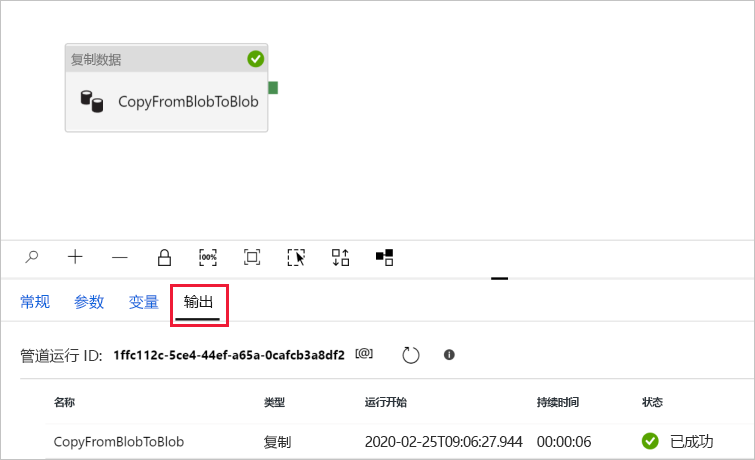 复制数据
CopyFromBlobToBlob
100%
常规 参数 变量 输出
管道运行 ID: 1ffc112c-5ce4-44ef-a65a-0cafcb3a8df2 [@]
名称 类型 运行开始 持续时间 状态
CopyFromBlobToBlob 复制 2020-02-25T09:06:27.944 00:00:06 已成功